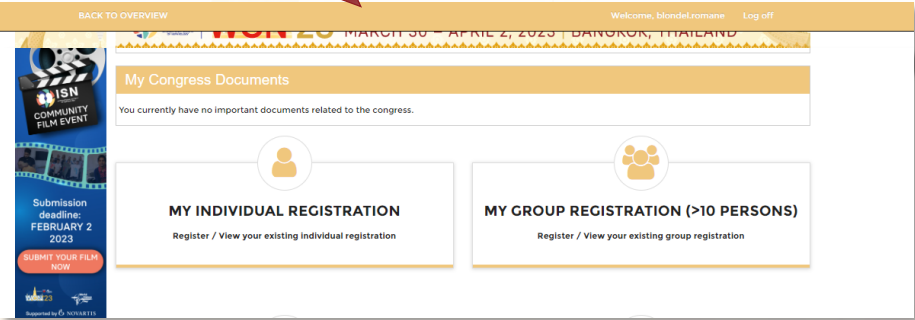 BACK TO OVERVIEW
Welcome, blondel.romane Log off
MARCH 30 – APRIL 2, 2023 | BANGKOK, THAILAND
ISN
COMMUNITY
FILM EVENT
Submission
deadline:
FEBRUARY 2
2023
SUBMIT YOUR FILM
NOW
Supported by NOVARTIS
My Congress Documents
You currently have no important documents related to the congress.
MY INDIVIDUAL REGISTRATION
Register / View your existing individual registration
MY GROUP REGISTRATION (>10 PERSONS)
Register / View your existing group registration